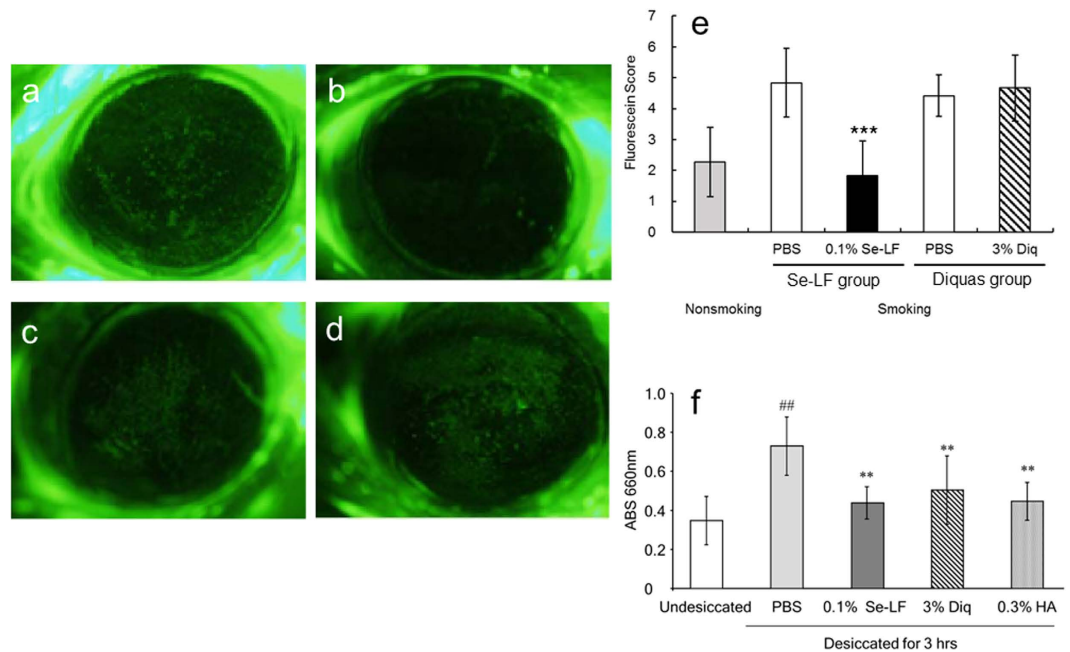 a
b
c
d
e
7
6
5
4
3
2
1
0
Fluorescein Score
***
PBS 0.1% Se-LF PBS 3% Diq
Se-LF group Diquas group
Nonsmoking Smoking
f
1.0
0.8
0.6
0.4
0.2
0
ABS 660nm
##
**
**
**
Undesiccated PBS 0.1% Se-LF 3% Diq 0.3% HA
Desiccated for 3 hrs